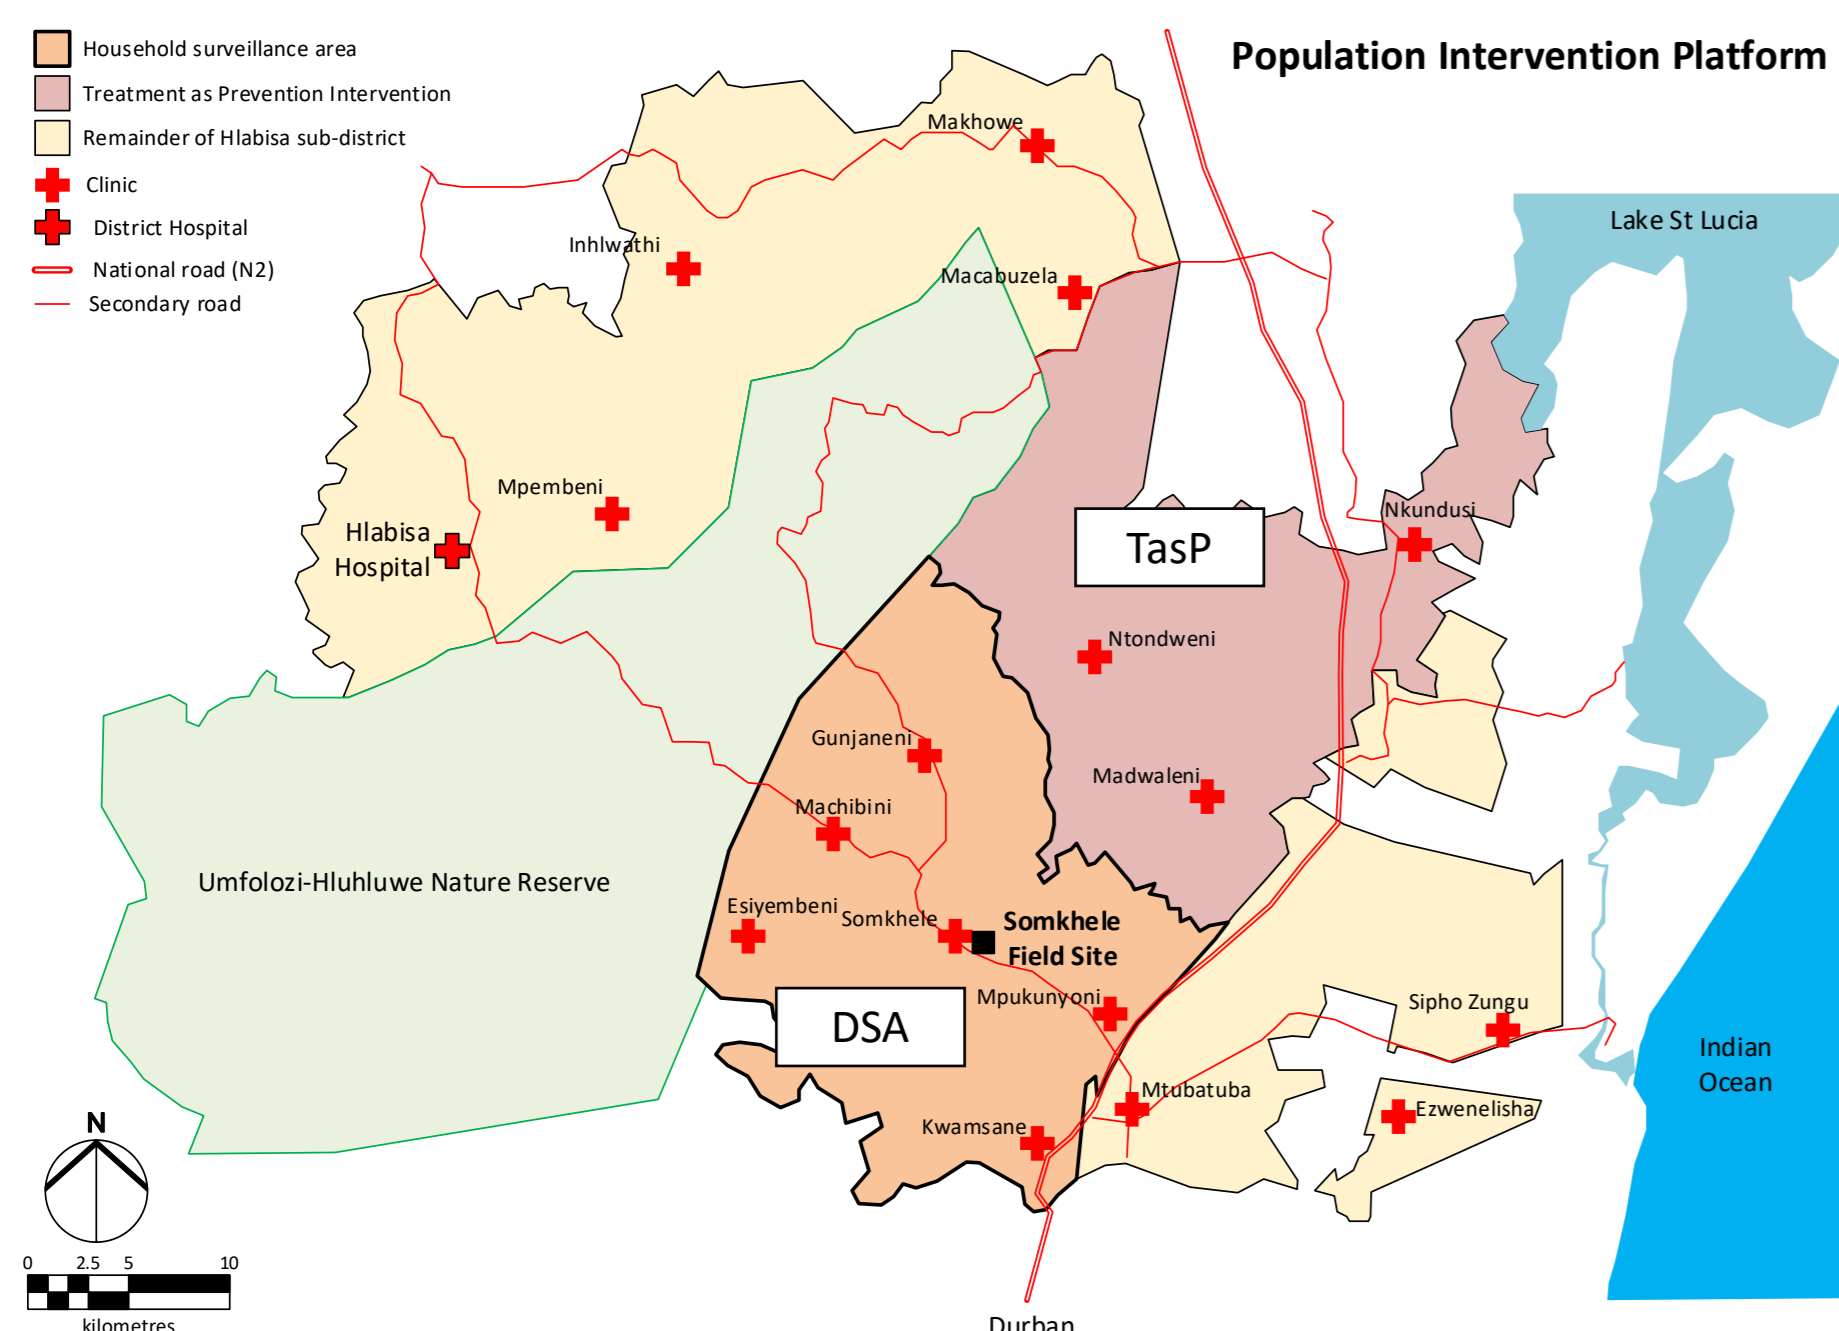 Population Intervention Platform
Household surveillance area
Treatment as Prevention Intervention
Remainder of Hlabisa sub-district
Clinic
District Hospital
National road (N2)
Secondary road
Makhowe
Lake St Lucia
Inhlwathi
Macabuzela
Mpembeni
Nkundusi
Hlabisa
Hospital
TasP
Ntondweni
Gunjaneni
Madwaleni
Machibini
Umfolozi-Hluhluwe Nature Reserve
Esiyembeni
Somkhele
Somkhele
Field Site
Mpukunyoni
Sipho Zungu
DSA
Indian
Ocean
Mtubatuba
Ezwenelisha
Kwamsane
N
0 2.5 5 10
kilometres
Durban